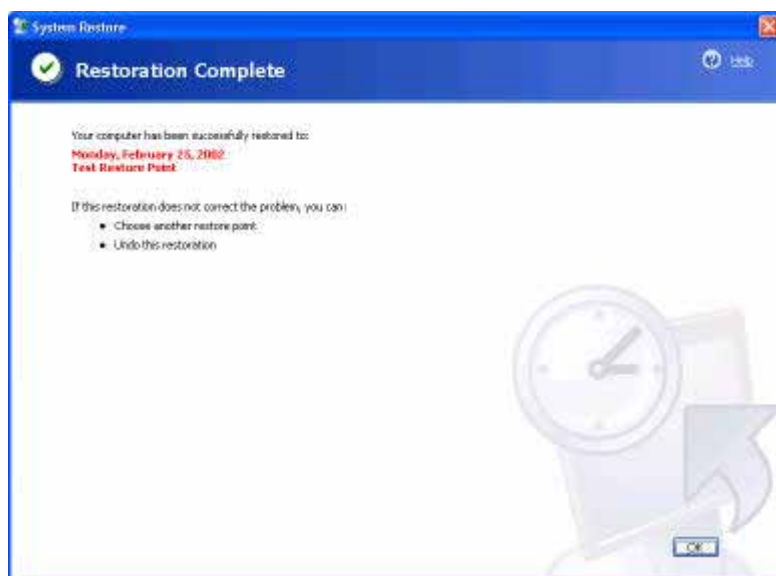 System Restore
Restoration Complete
Help
Your computer has been successfully restored to:
Monday, February 25, 2002
Test Restore Point
If this restoration does not correct the problem, you can:
Choose another restore point.
Undo this restoration
OK